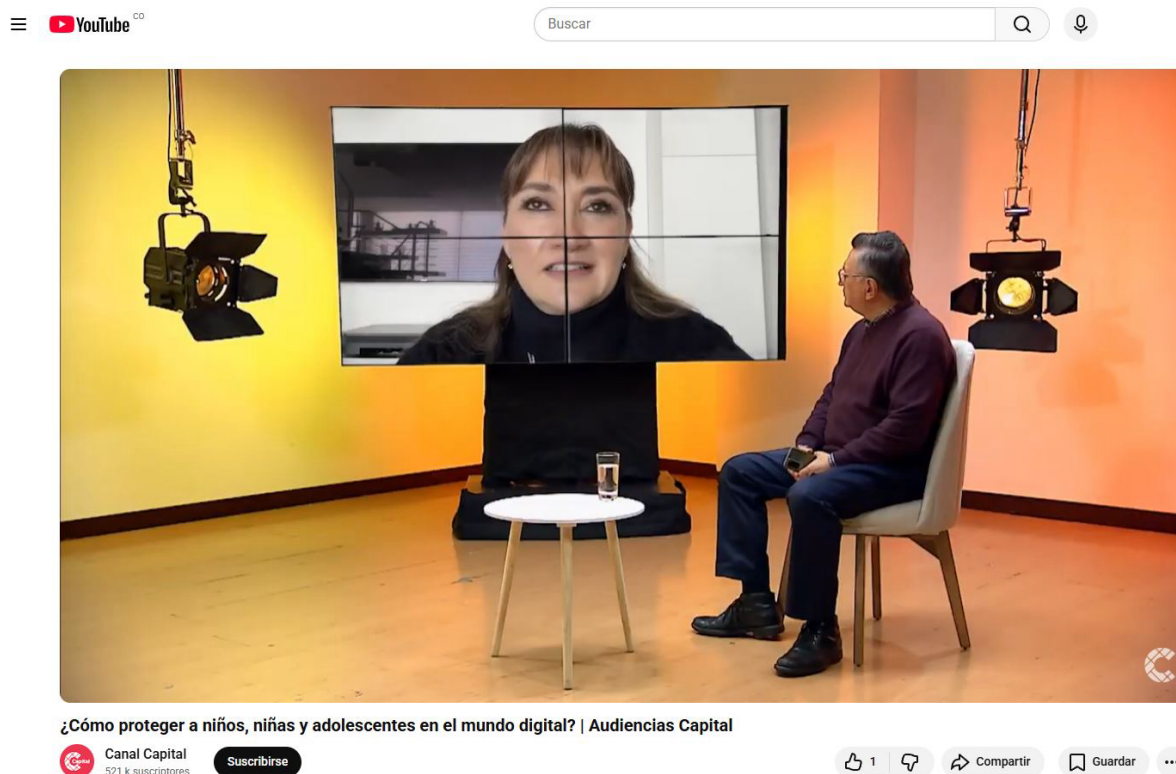 YouTube CO
Buscar
¿Cómo proteger a niños, niñas y adolescentes en el mundo digital? | Audiencias Capital
Capital
Canal Capital
521 k suscriptores
Suscribirse
1
Compartir
Guardar